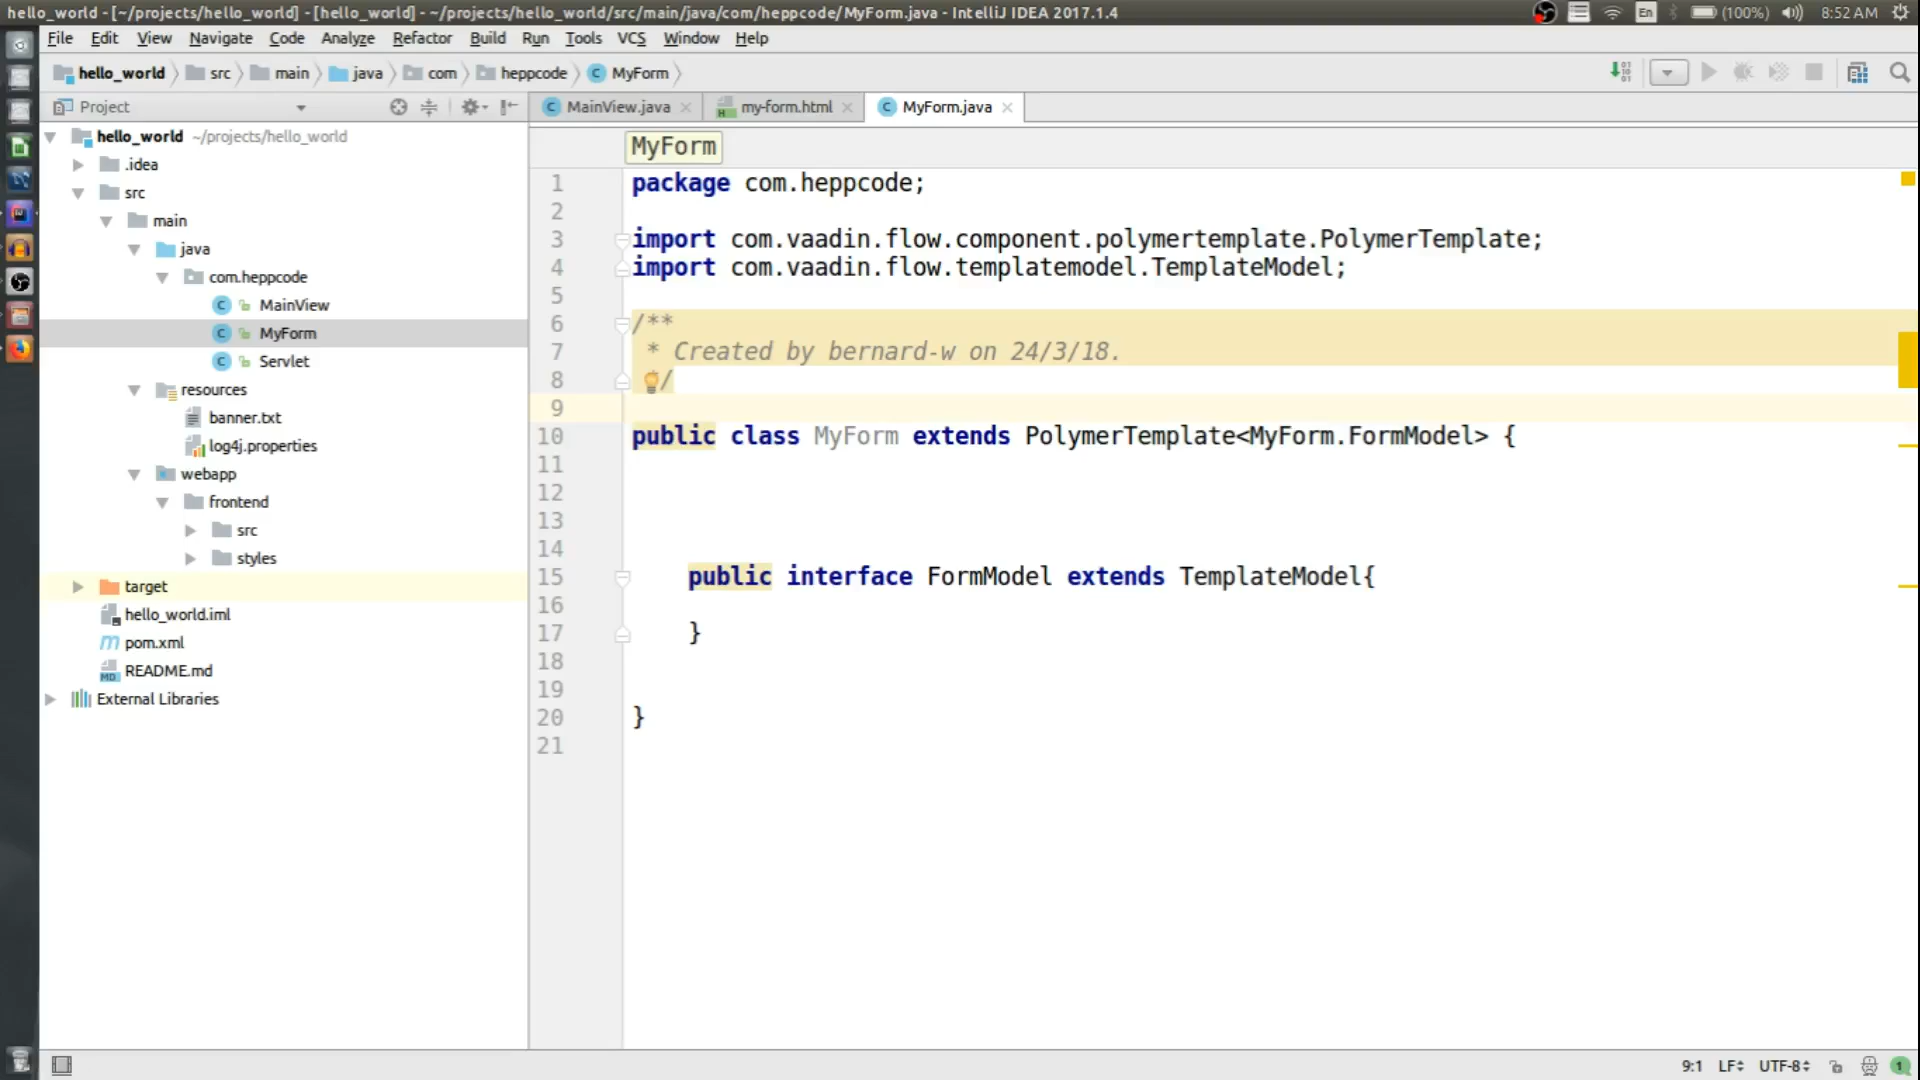 hello_world - [~/projects/hello_world] - [hello_world] - ~/projects/hello_world/src/main/java/com/heppcode/MyForm.java - IntelliJ IDEA 2017.1.4
En (100%) 8:52 AM
File Edit View Navigate Code Analyze Refactor Build Run Tools VCS Window Help
hello_world src main java com heppcode MyForm
Project
MainView.java my-form.html MyForm.java
hello_world ~/projects/hello_world
.idea
src
main
java
com.heppcode
MainView
MyForm
Servlet
resources
banner.txt
log4j.properties
webapp
frontend
src
styles
target
hello_world.iml
pom.xml
README.md
External Libraries
MyForm
1 package com.heppcode;
2
3 import com.vaadin.flow.component.polymertemplate.PolymerTemplate;
4 import com.vaadin.flow.templatemodel.TemplateModel;
5
6 /**
7 * Created by bernard-w on 24/3/18.
8 /
9
10 public class MyForm extends PolymerTemplate<MyForm.FormModel> {
11
12
13
14
15 public interface FormModel extends TemplateModel{
16
17 }
18
19
20 }
21
9:1 LF UTF-8 1